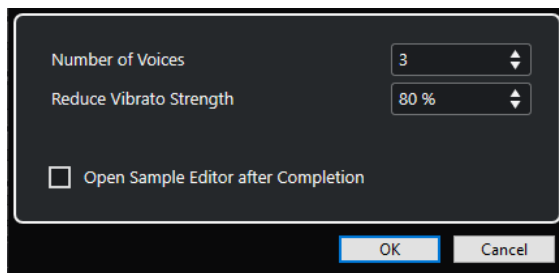 Number of Voices 3
Reduce Vibrato Strength 80 %
Open Sample Editor after Completion
OK Cancel